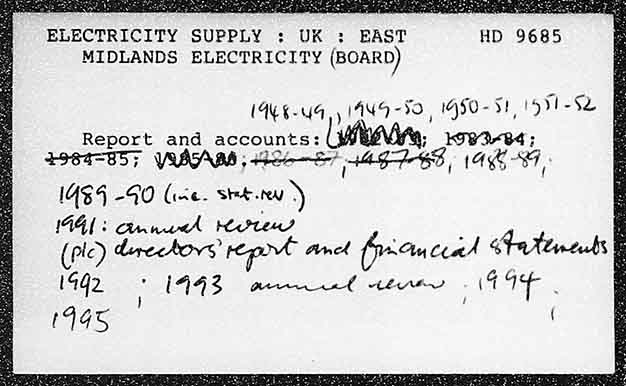 ELECTRICITY SUPPLY : UK : EAST HD 9685
MIDLANDS ELECTRICITY (BOARD)
1948-49, 1949-50, 1950-51, 1951-52
Report and accounts: ; 1983-84;
1984-85; , 1986-87, 1987-88, 1988-89,
1989-90 (inc. stat. rev.)
1991: annual review
(plc) directors' report and financial statements
1992 ; 1993 annual review ; 1994 ;
1995